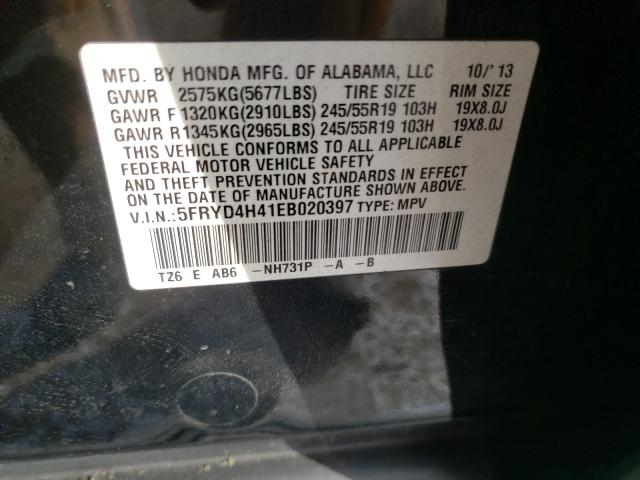 MFD. BY HONDA MFG. OF ALABAMA, LLC 10/'13
GVWR 2575KG(5677LBS) TIRE SIZE RIM SIZE
GAWR F1320KG(2910LBS) 245/55R19 103H 19X8.0J
GAWR R1345KG(2965LBS) 245/55R19 103H 19X8.0J
THIS VEHICLE CONFORMS TO ALL APPLICABLE
FEDERAL MOTOR VEHICLE SAFETY
AND THEFT PREVENTION STANDARDS IN EFFECT
ON THE DATE OF MANUFACTURE SHOWN ABOVE.
V.I.N.:5FRYD4H41EB020397 TYPE: MPV
TZ6 E AB6 -NH731P -A -B